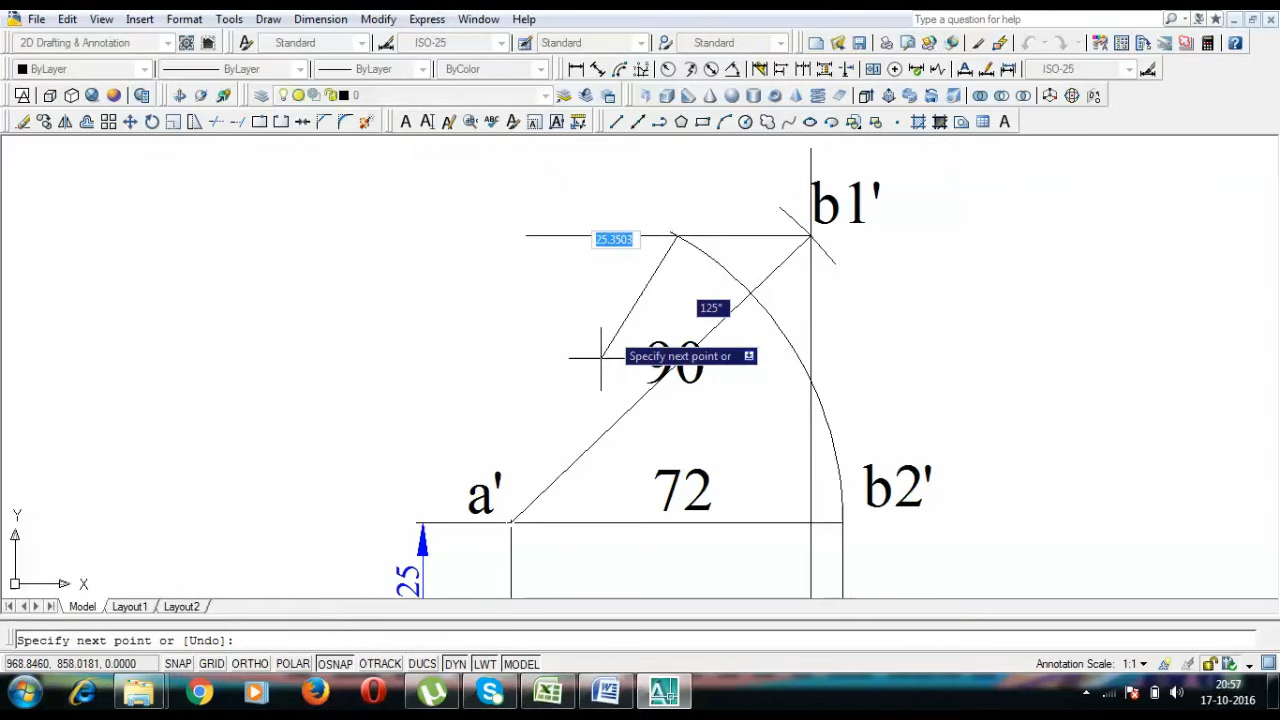 File Edit View Insert Format Tools Draw Dimension Modify Express Window Help Type a question for help
2D Drafting & Annotation Standard ISO-25 Standard Standard
ByLayer ByLayer ByLayer ByColor ISO-25
0
b1'
25.3503
125°
Specify next point or
90
a'
72
b2'
25
Y
X
Model Layout1 Layout2
Specify next point or [Undo]:
968.8460, 858.0181, 0.0000 SNAP GRID ORTHO POLAR OSNAP OTRACK DUCS DYN LWT MODEL Annotation Scale: 1:1
20:57
17-10-2016